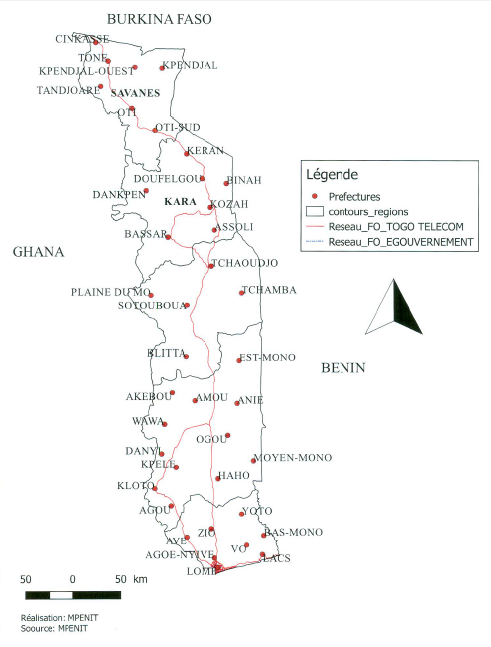 BURKINA FASO
CINKASSE
TONE
KPENDJAL-OUEST
KPENDJAL
TANDJOARE
SAVANES
OTI
OTI-SUD
KERAN
DOUFELGOU
BINAH
DANKPEN
KARA
KOZAH
BASSAR
ASSOLI
GHANA
TCHAOUDJO
PLAINE DU MO
TCHAMBA
SOTOUBOUA
BLITTA
EST-MONO
BENIN
AKEBOU
AMOU
ANIE
WAWA
OGOU
DANYI
MOYEN-MONO
KPELE
HAHO
KLOTO
AGOU
YOTO
ZIO
BAS-MONO
AVE
VO
AGOE-NYIVE
LACS
LOME
Légende
Prefectures
contours_regions
Reseau_FO_TOGO TELECOM
Reseau_FO_EGOUVERNEMENT
50 0 50 km
Réalisation: MPENIT
Soource: MPENIT